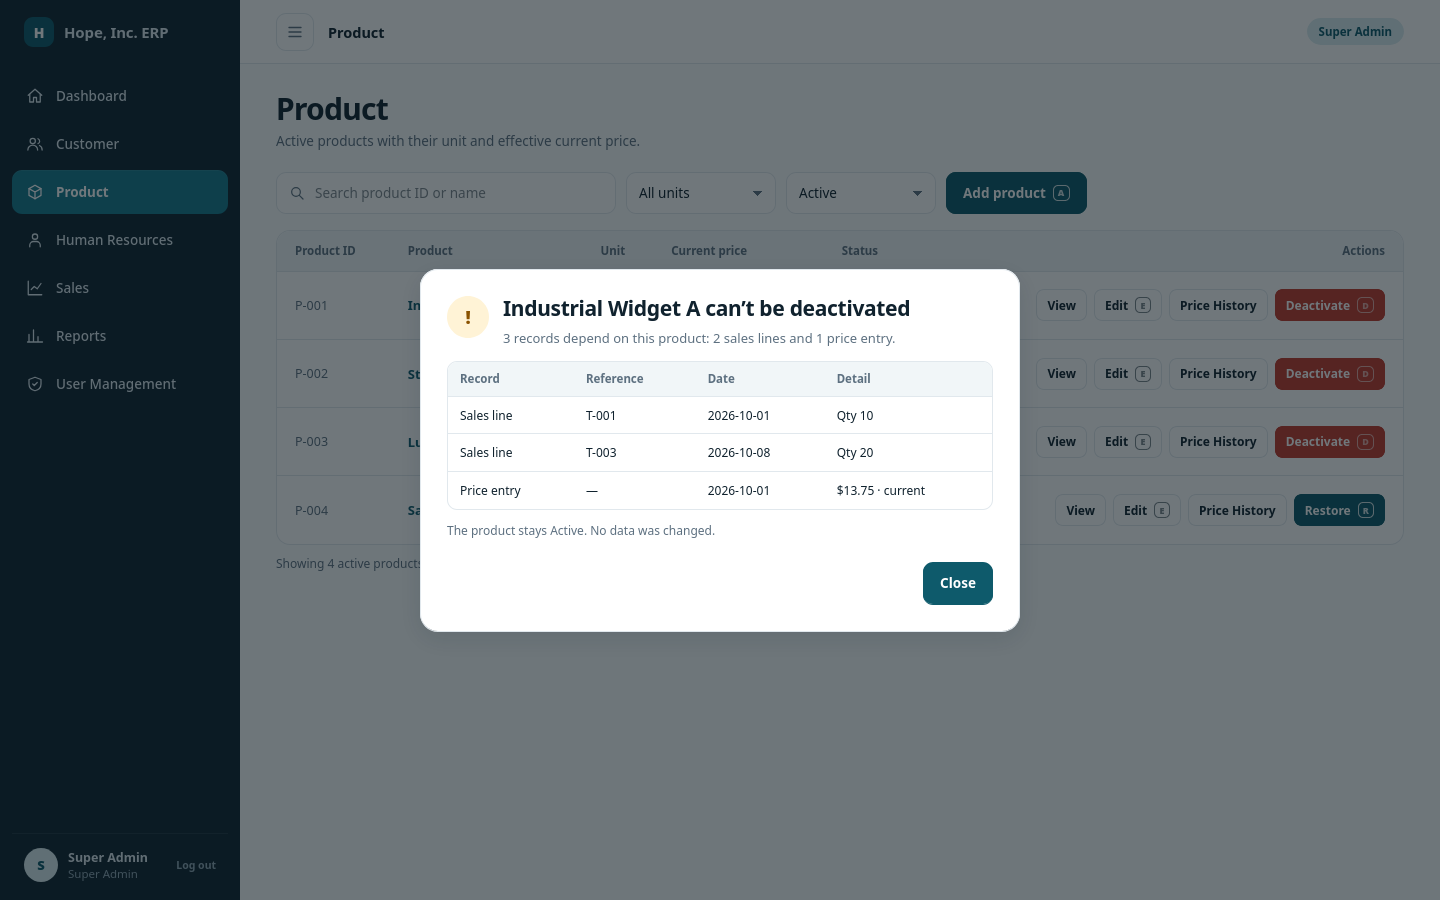 H Hope, Inc. ERP
Dashboard
Customer
Product
Human Resources
Sales
Reports
User Management
S Super Admin
Super Admin
Log out
Product
Super Admin
Product
Active products with their unit and effective current price.
Search product ID or name
All units
Active
Add product A
Product ID Product Unit Current price Status Actions
P-001 View Edit E Price History Deactivate D
P-002 View Edit E Price History Deactivate D
P-003 View Edit E Price History Deactivate D
P-004 View Edit E Price History Restore R
Showing 4 active products
! Industrial Widget A can’t be deactivated
3 records depend on this product: 2 sales lines and 1 price entry.
Record Reference Date Detail
Sales line T-001 2026-10-01 Qty 10
Sales line T-003 2026-10-08 Qty 20
Price entry — 2026-10-01 $13.75 · current
The product stays Active. No data was changed.
Close